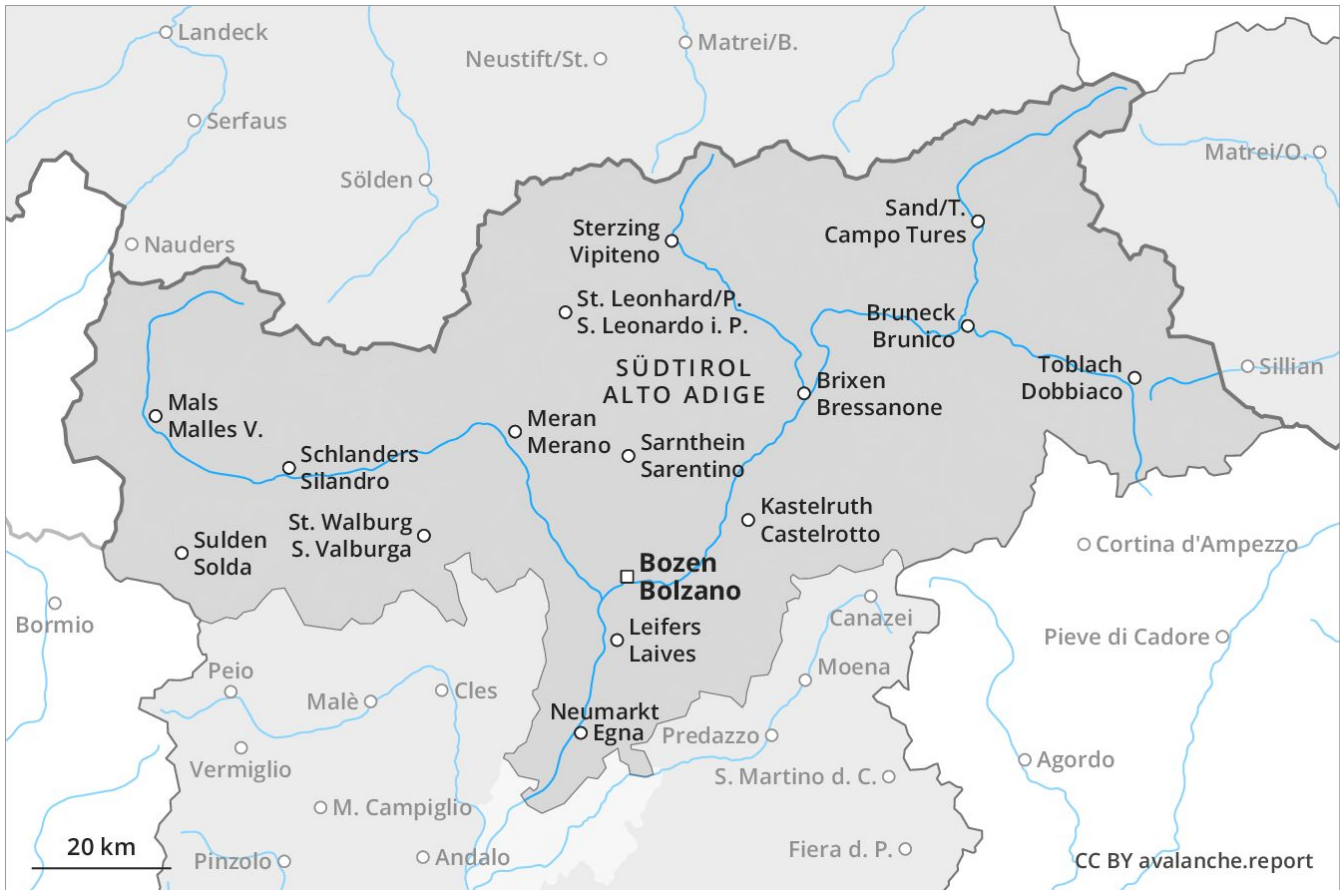 Landeck
Neustift/St.
Matrei/B.
Serfaus
Matrei/O.
Sölden
Sand/T.
Campo Tures
Sterzing
Vipiteno
Nauders
St. Leonhard/P.
S. Leonardo i. P.
Bruneck
Brunico
SÜDTIROL
ALTO ADIGE
Toblach
Dobbiaco
Sillian
Brixen
Bressanone
Mals
Malles V.
Meran
Merano
Sarnthein
Sarentino
Schlanders
Silandro
Kastelruth
Castelrotto
St. Walburg
S. Valburga
Sulden
Solda
Cortina d'Ampezzo
Bozen
Bolzano
Bormio
Canazei
Leifers
Laives
Pieve di Cadore
Peio
Moena
Malè
Cles
Neumarkt
Egna
Predazzo
Vermiglio
Agordo
S. Martino d. C.
M. Campiglio
20 km
Pinzolo
Andalo
Fiera d. P.
CC BY avalanche.report